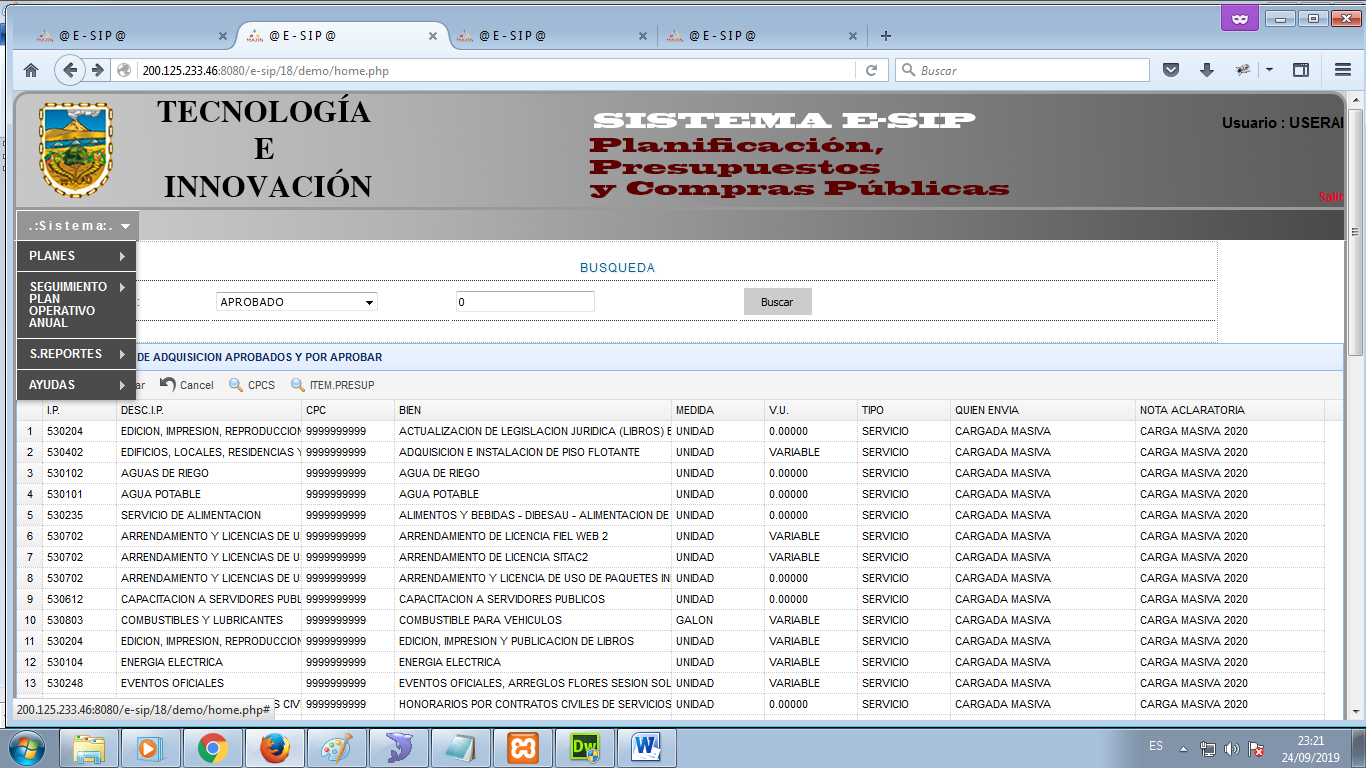 @ E - S I P @
@ E - S I P @
@ E - S I P @
@ E - S I P @
200.125.233.46:8080/e-sip/18/demo/home.php
Buscar
TECNOLOGÍA
E
INNOVACIÓN
SISTEMA E-SIP
Planificación,
Presupuestos
y Compras Públicas
Usuario : USERA
Salir
.:Sistema:.
PLANES
SEGUIMIENTO
PLAN
OPERATIVO
ANUAL
S.REPORTES
AYUDAS
BUSQUEDA
: APROBADO 0 Buscar
DE ADQUISICION APROBADOS Y POR APROBAR
ar Cancel CPCS ITEM.PRESUP
I.P. DESC.I.P. CPC BIEN MEDIDA V.U. TIPO QUIEN ENVIA NOTA ACLARATORIA
1 530204 EDICION, IMPRESION, REPRODUCCION 9999999999 ACTUALIZACION DE LEGISLACION JURIDICA (LIBROS) E UNIDAD 0.00000 SERVICIO CARGADA MASIVA CARGA MASIVA 2020
2 530402 EDIFICIOS, LOCALES, RESIDENCIAS Y 9999999999 ADQUISICION E INSTALACION DE PISO FLOTANTE UNIDAD VARIABLE SERVICIO CARGADA MASIVA CARGA MASIVA 2020
3 530102 AGUAS DE RIEGO 9999999999 AGUA DE RIEGO UNIDAD 0.00000 SERVICIO CARGADA MASIVA CARGA MASIVA 2020
4 530101 AGUA POTABLE 9999999999 AGUA POTABLE UNIDAD 0.00000 SERVICIO CARGADA MASIVA CARGA MASIVA 2020
5 530235 SERVICIO DE ALIMENTACION 9999999999 ALIMENTOS Y BEBIDAS - DIBESAU - ALIMENTACION DE UNIDAD 0.00000 SERVICIO CARGADA MASIVA CARGA MASIVA 2020
6 530702 ARRENDAMIENTO Y LICENCIAS DE U 9999999999 ARRENDAMIENTO DE LICENCIA FIEL WEB 2 UNIDAD VARIABLE SERVICIO CARGADA MASIVA CARGA MASIVA 2020
7 530702 ARRENDAMIENTO Y LICENCIAS DE U 9999999999 ARRENDAMIENTO DE LICENCIA SITAC2 UNIDAD VARIABLE SERVICIO CARGADA MASIVA CARGA MASIVA 2020
8 530702 ARRENDAMIENTO Y LICENCIAS DE U 9999999999 ARRENDAMIENTO Y LICENCIA DE USO DE PAQUETES IN UNIDAD 0.00000 SERVICIO CARGADA MASIVA CARGA MASIVA 2020
9 530612 CAPACITACION A SERVIDORES PUBL 9999999999 CAPACITACION A SERVIDORES PUBLICOS UNIDAD 0.00000 SERVICIO CARGADA MASIVA CARGA MASIVA 2020
10 530803 COMBUSTIBLES Y LUBRICANTES 9999999999 COMBUSTIBLE PARA VEHICULOS GALON VARIABLE SERVICIO CARGADA MASIVA CARGA MASIVA 2020
11 530204 EDICION, IMPRESION, REPRODUCCION 9999999999 EDICION, IMPRESION Y PUBLICACION DE LIBROS UNIDAD VARIABLE SERVICIO CARGADA MASIVA CARGA MASIVA 2020
12 530104 ENERGIA ELECTRICA 9999999999 ENERGIA ELECTRICA UNIDAD VARIABLE SERVICIO CARGADA MASIVA CARGA MASIVA 2020
13 530248 EVENTOS OFICIALES 9999999999 EVENTOS OFICIALES, ARREGLOS FLORES SESION SOL UNIDAD VARIABLE SERVICIO CARGADA MASIVA CARGA MASIVA 2020
S CIV 9999999999 HONORARIOS POR CONTRATOS CIVILES DE SERVICIOS UNIDAD 0.00000 SERVICIO CARGADA MASIVA CARGA MASIVA 2020
200.125.233.46:8080/e-sip/18/demo/home.php#
Dw
W
ES
23:21
24/09/2019